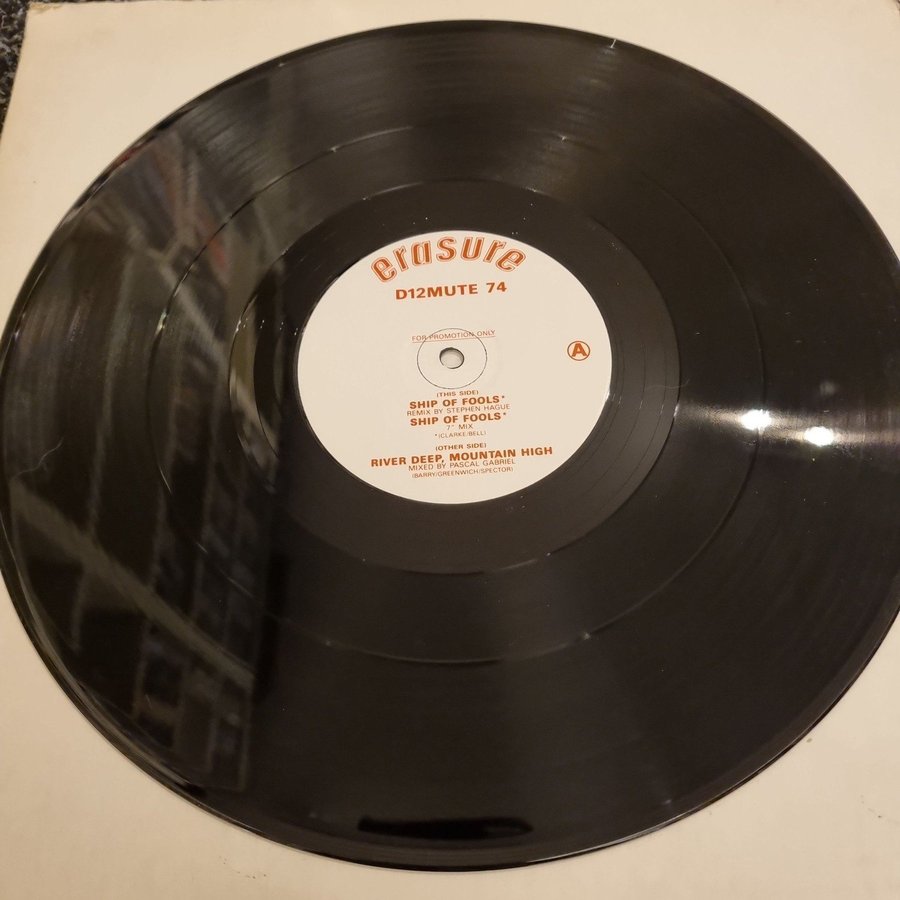 erasure
D12MUTE 74
FOR PROMOTION ONLY
A
(THIS SIDE)
SHIP OF FOOLS*
REMIX BY STEPHEN HAGUE
SHIP OF FOOLS*
7" MIX
*(CLARKE/BELL)
(OTHER SIDE)
RIVER DEEP, MOUNTAIN HIGH
MIXED BY PASCAL GABRIEL
(BARRY/GREENWICH/SPECTOR)